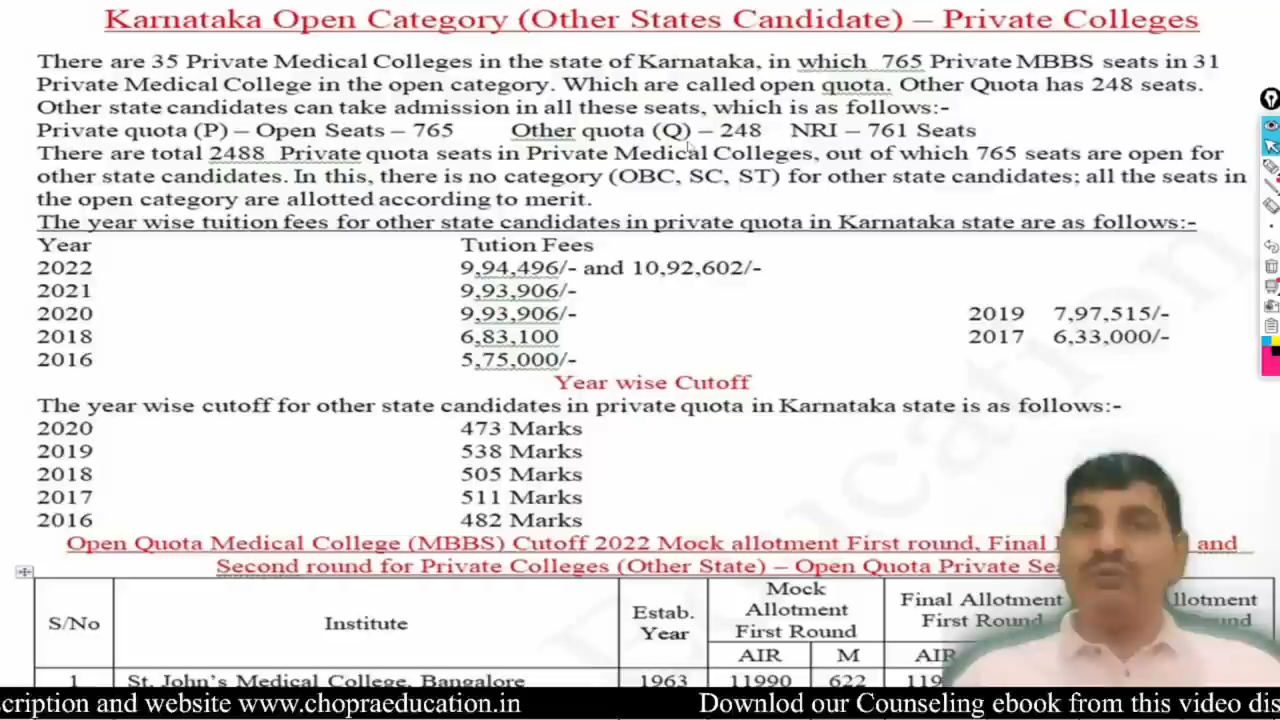 Karnataka Open Category (Other States Candidate) – Private Colleges
There are 35 Private Medical Colleges in the state of Karnataka, in which 765 Private MBBS seats in 31
Private Medical College in the open category. Which are called open quota. Other Quota has 248 seats.
Other state candidates can take admission in all these seats, which is as follows:-
Private quota (P) – Open Seats – 765 Other quota (Q) – 248 NRI – 761 Seats
There are total 2488 Private quota seats in Private Medical Colleges, out of which 765 seats are open for
other state candidates. In this, there is no category (OBC, SC, ST) for other state candidates; all the seats in
the open category are allotted according to merit.
The year wise tuition fees for other state candidates in private quota in Karnataka state are as follows:-
Year Tution Fees
2022 9,94,496/- and 10,92,602/-
2021 9,93,906/-
2020 9,93,906/- 2019 7,97,515/-
2018 6,83,100 2017 6,33,000/-
2016 5,75,000/-
Year wise Cutoff
The year wise cutoff for other state candidates in private quota in Karnataka state is as follows:-
2020 473 Marks
2019 538 Marks
2018 505 Marks
2017 511 Marks
2016 482 Marks
Open Quota Medical College (MBBS) Cutoff 2022 Mock allotment First round, Final and
Second round for Private Colleges (Other State) – Open Quota Private
S/No Institute Estab. Year Mock Allotment First Round Final Allotment First Round
AIR M AIR
1 St. John's Medical College, Bangalore 1963 11990 622
scription and website www.chopraeducation.in Downlod our Counseling ebook from this video dis